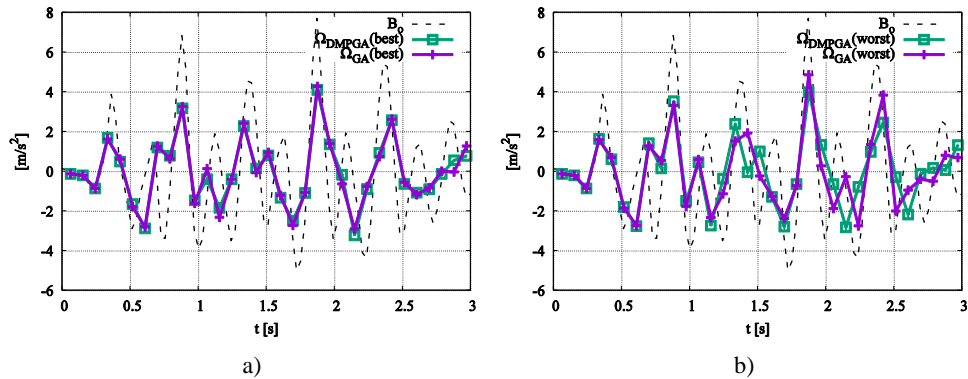 8
6
4
2
0
-2
-4
-6
[m/s²]
0 0.5 1 1.5 2 2.5 3
t [s]
Bₒ
Ω_DMPGA(best)
Ω_GA(best)
a)
8
6
4
2
0
-2
-4
-6
[m/s²]
0 0.5 1 1.5 2 2.5 3
t [s]
Bₒ
Ω_DMPGA(worst)
Ω_GA(worst)
b)